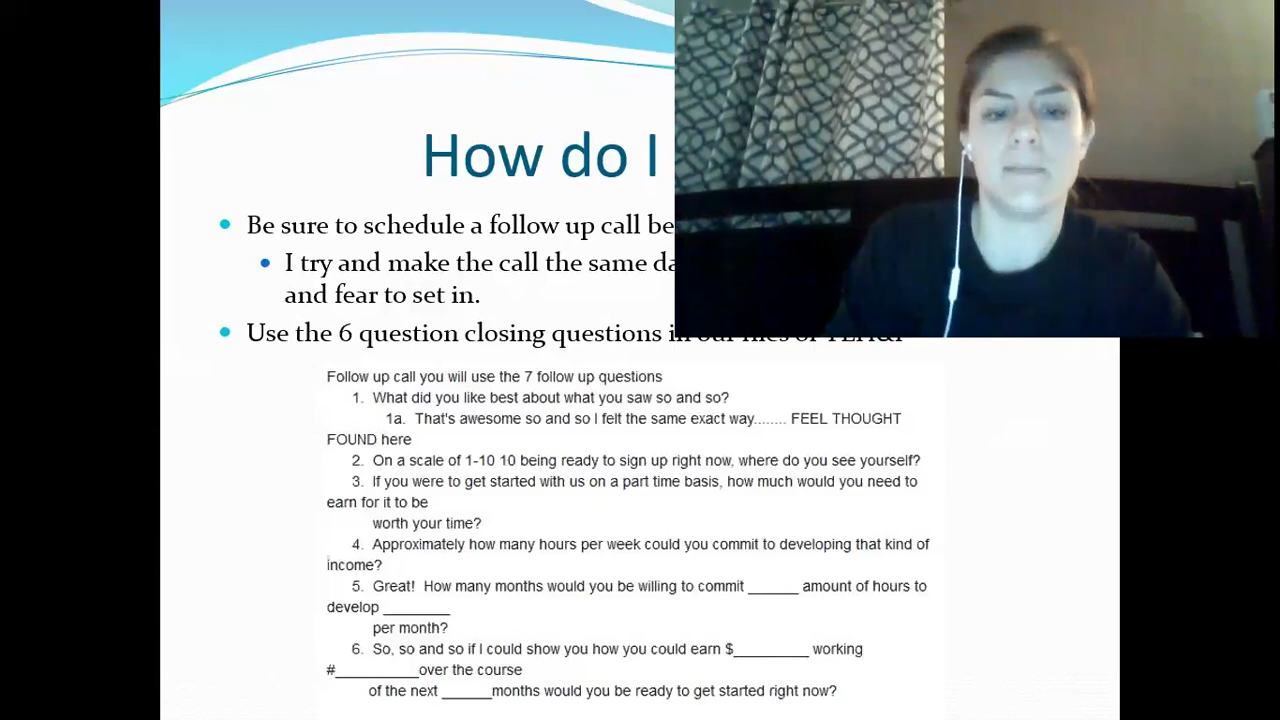 How do I
Be sure to schedule a follow up call be
I try and make the call the same da
and fear to set in.
Use the 6 question closing questions in our files or
Follow up call you will use the 7 follow up questions
1. What did you like best about what you saw so and so?
1a. That's awesome so and so I felt the same exact way........ FEEL THOUGHT
FOUND here
2. On a scale of 1-10 10 being ready to sign up right now, where do you see yourself?
3. If you were to get started with us on a part time basis, how much would you need to
earn for it to be
worth your time?
4. Approximately how many hours per week could you commit to developing that kind of
income?
5. Great! How many months would you be willing to commit ______ amount of hours to
develop ________
per month?
6. So, so and so if I could show you how you could earn $_________ working
#__________over the course
of the next ______months would you be ready to get started right now?